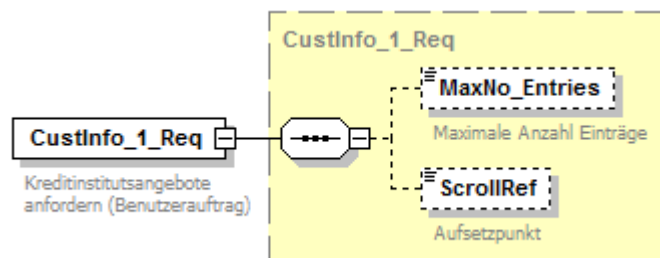 CustInfo_1_Req
MaxNo_Entries
Maximale Anzahl Einträge
CustInfo_1_Req
Kreditinstitutsangebote
anfordern (Benutzerauftrag)
ScrollRef
Aufsetzpunkt